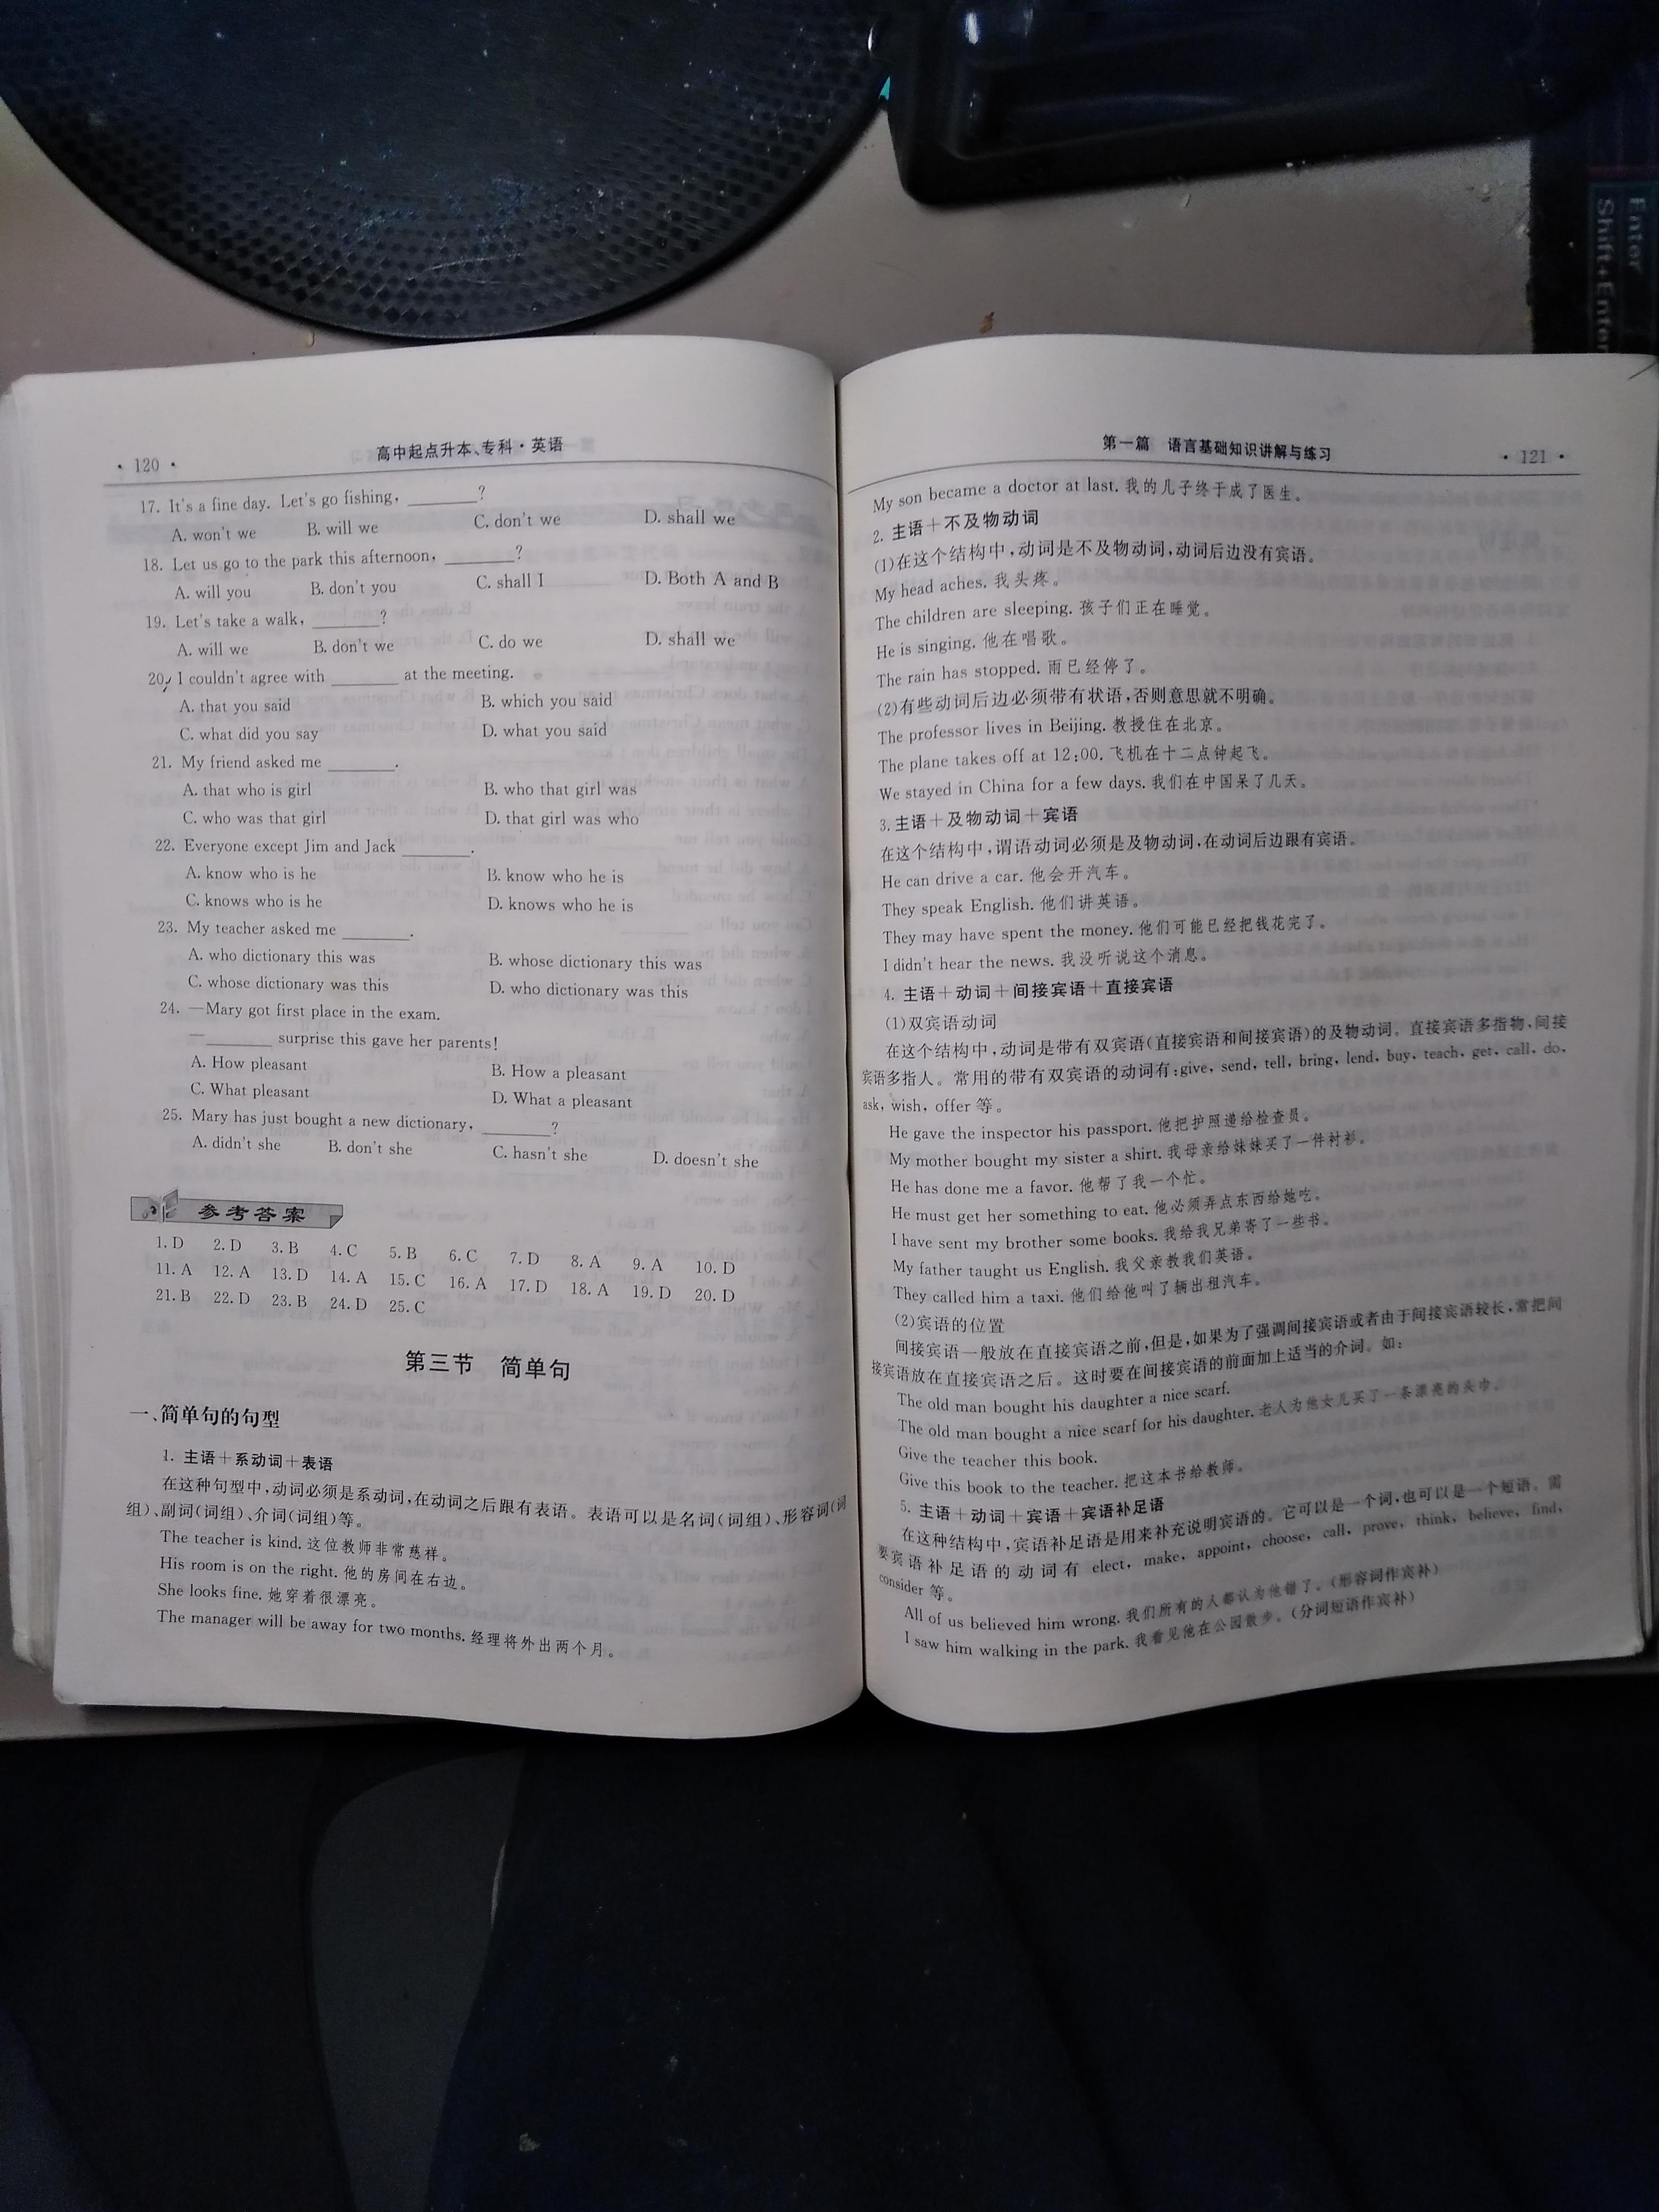 · 120 ·
高中起点升本、专科·英语
17. It's a fine day. Let's go fishing, ________?
A. won't we B. will we C. don't we D. shall we
18. Let us go to the park this afternoon, ________?
A. will you B. don't you C. shall I D. Both A and B
19. Let's take a walk, ________?
A. will we B. don't we C. do we D. shall we
20. I couldn't agree with ________ at the meeting.
A. that you said B. which you said
C. what did you say D. what you said
21. My friend asked me ________.
A. that who is girl B. who that girl was
C. who was that girl D. that girl was who
22. Everyone except Jim and Jack ________.
A. know who is he B. know who he is
C. knows who is he D. knows who he is
23. My teacher asked me ________.
A. who dictionary this was B. whose dictionary this was
C. whose dictionary was this D. who dictionary was this
24. —Mary got first place in the exam.
—________ surprise this gave her parents!
A. How pleasant B. How a pleasant
C. What pleasant D. What a pleasant
25. Mary has just bought a new dictionary, ________?
A. didn't she B. don't she C. hasn't she D. doesn't she
参考答案
1. D 2. D 3. B 4. C 5. B 6. C 7. D 8. A 9. A 10. D
11. A 12. A 13. D 14. A 15. C 16. A 17. D 18. A 19. D 20. D
21. B 22. D 23. B 24. D 25. C
第三节 简单句
一、简单句的句型
1. 主语＋系动词＋表语
在这种句型中,动词必须是系动词,在动词之后跟有表语。表语可以是名词(词组)、形容词(词
组)、副词(词组)、介词(词组)等。
The teacher is kind. 这位教师非常慈祥。
His room is on the right. 他的房间在右边。
She looks fine. 她穿着很漂亮。
The manager will be away for two months. 经理将外出两个月。
第一篇 语言基础知识讲解与练习
· 121 ·
My son became a doctor at last. 我的儿子终于成了医生。
2. 主语＋不及物动词
(1)在这个结构中,动词是不及物动词,动词后边没有宾语。
My head aches. 我头疼。
The children are sleeping. 孩子们正在睡觉。
He is singing. 他在唱歌。
The rain has stopped. 雨已经停了。
(2)有些动词后边必须带有状语,否则意思就不明确。
The professor lives in Beijing. 教授住在北京。
The plane takes off at 12:00. 飞机在十二点钟起飞。
We stayed in China for a few days. 我们在中国呆了几天。
3. 主语＋及物动词＋宾语
在这个结构中,谓语动词必须是及物动词,在动词后边跟有宾语。
He can drive a car. 他会开汽车。
They speak English. 他们讲英语。
They may have spent the money. 他们可能已经把钱花完了。
I didn't hear the news. 我没听说这个消息。
4. 主语＋动词＋间接宾语＋直接宾语
(1)双宾语动词
在这个结构中,动词是带有双宾语(直接宾语和间接宾语)的及物动词。直接宾语多指物,间接
宾语多指人。常用的带有双宾语的动词有:give, send, tell, bring, lend, buy, teach, get, call, do,
ask, wish, offer 等。
He gave the inspector his passport. 他把护照递给检查员。
My mother bought my sister a shirt. 我母亲给妹妹买了一件衬衫。
He has done me a favor. 他帮了我一个忙。
He must get her something to eat. 他必须弄点东西给她吃。
I have sent my brother some books. 我给我兄弟寄了一些书。
My father taught us English. 我父亲教我们英语。
They called him a taxi. 他们给他叫了辆出租汽车。
(2)宾语的位置
间接宾语一般放在直接宾语之前,但是,如果为了强调间接宾语或者由于间接宾语较长,常把间
接宾语放在直接宾语之后。这时要在间接宾语的前面加上适当的介词。如:
The old man bought his daughter a nice scarf.
The old man bought a nice scarf for his daughter. 老人为他女儿买了一条漂亮的头巾。
Give the teacher this book.
Give this book to the teacher. 把这本书给教师。
5. 主语＋动词＋宾语＋宾语补足语
在这种结构中,宾语补足语是用来补充说明宾语的。它可以是一个词,也可以是一个短语。需
要宾语补足语的动词有 elect, make, appoint, choose, call, prove, think, believe, find,
consider 等。
All of us believed him wrong. 我们所有的人都认为他错了。(形容词作宾补)
I saw him walking in the park. 我看见他在公园散步。(分词短语作宾补)
Enter
Shift+Enter